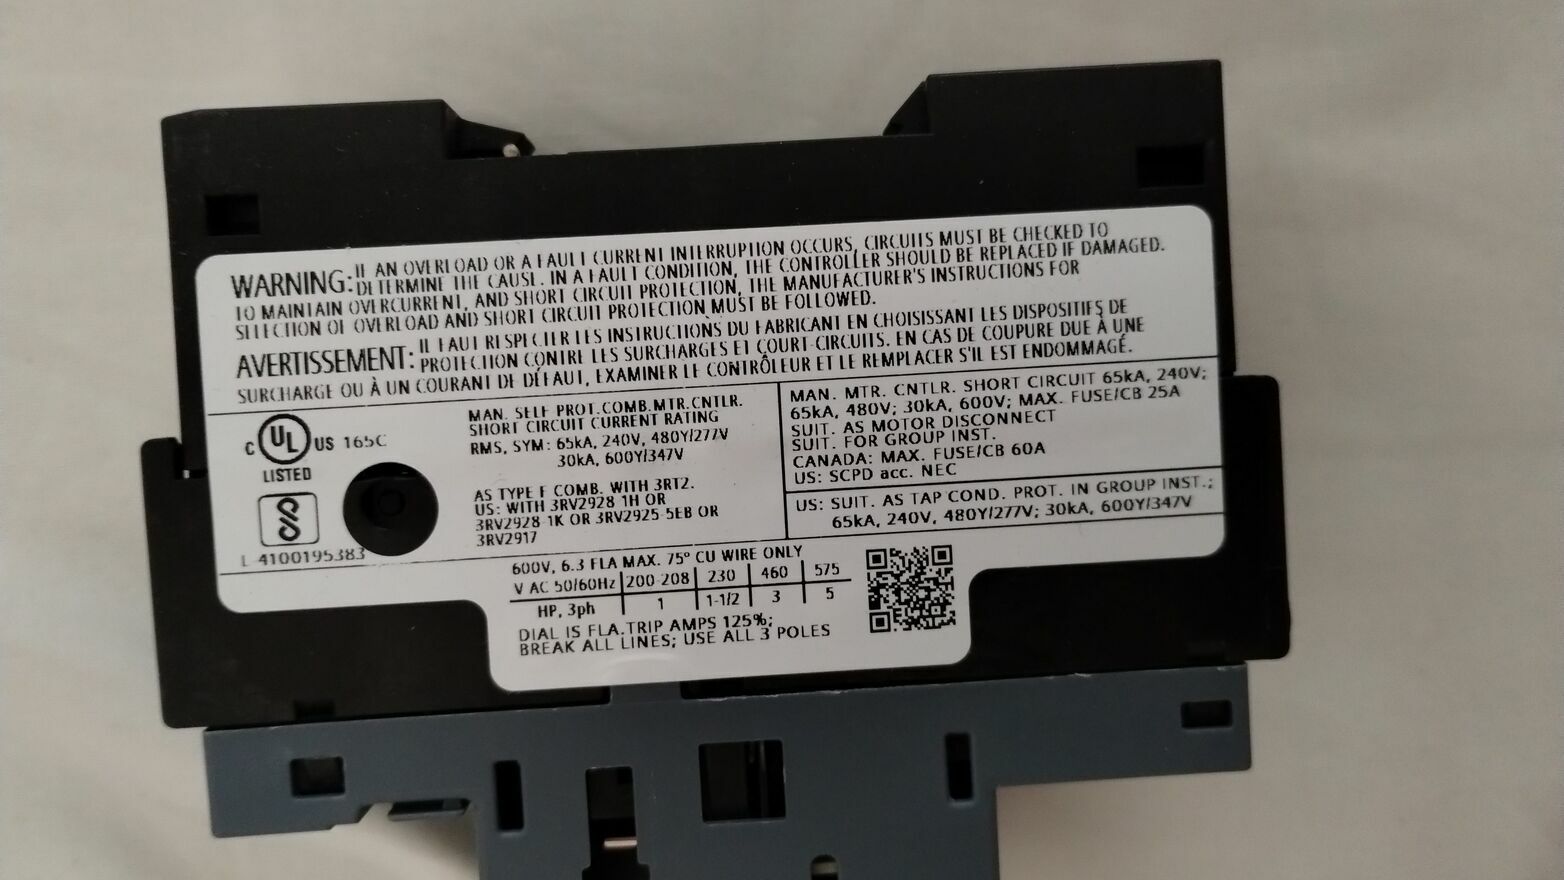 WARNING: IF AN OVERLOAD OR A FAULT CURRENT INTERRUPTION OCCURS, CIRCUITS MUST BE CHECKED TO
DETERMINE THE CAUSE. IN A FAULT CONDITION, THE CONTROLLER SHOULD BE REPLACED IF DAMAGED.
TO MAINTAIN OVERCURRENT, AND SHORT CIRCUIT PROTECTION, THE MANUFACTURER'S INSTRUCTIONS FOR
SELECTION OF OVERLOAD AND SHORT CIRCUIT PROTECTION MUST BE FOLLOWED.
AVERTISSEMENT: IL FAUT RESPECTER LES INSTRUCTIONS DU FABRICANT EN CHOISISSANT LES DISPOSITIFS DE
PROTECTION CONTRE LES SURCHARGES ET COURT-CIRCUITS. EN CAS DE COUPURE DUE À UNE
SURCHARGE OU À UN COURANT DE DÉFAUT, EXAMINER LE CONTRÔLEUR ET LE REMPLACER S'IL EST ENDOMMAGÉ.
C UL US 165C
LISTED
L-4100195383
MAN. SELF PROT.COMB.MTR.CNTLR.
SHORT CIRCUIT CURRENT RATING
RMS, SYM: 65kA, 240V, 480Y/277V
30kA, 600Y/347V
AS TYPE F COMB. WITH 3RT2.
US: WITH 3RV2928-1H OR
3RV2928-1K OR 3RV2925-5EB OR
3RV2917
MAN. MTR. CNTLR. SHORT CIRCUIT 65kA, 240V;
65kA, 480V; 30kA, 600V; MAX. FUSE/CB 25A
SUIT. AS MOTOR DISCONNECT
SUIT. FOR GROUP INST.
CANADA: MAX. FUSE/CB 60A
US: SCPD acc. NEC
US: SUIT. AS TAP COND. PROT. IN GROUP INST.;
65kA, 240V, 480Y/277V; 30kA, 600Y/347V
600V, 6.3 FLA MAX. 75° CU WIRE ONLY
V AC 50/60Hz 200-208 230 460 575
HP, 3ph 1 1-1/2 3 5
DIAL IS FLA.TRIP AMPS 125%;
BREAK ALL LINES; USE ALL 3 POLES